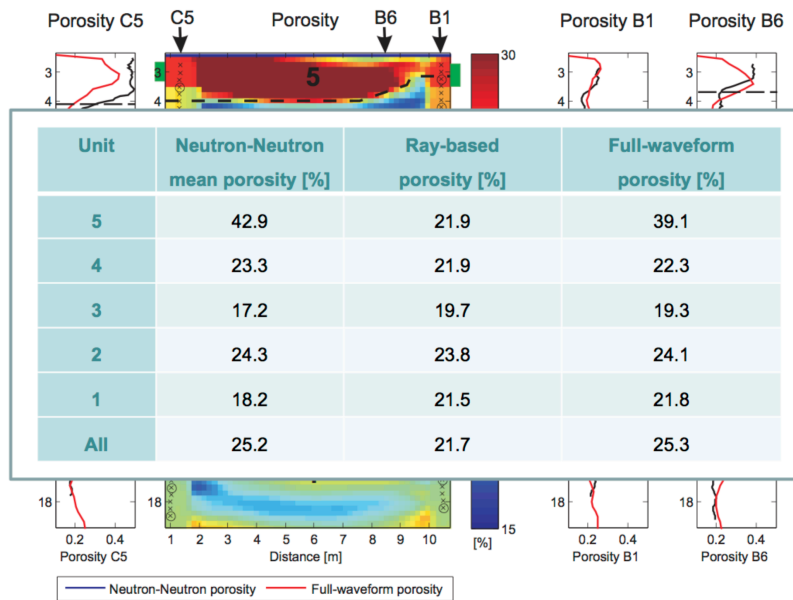 Porosity C5 C5 Porosity B6 B1 Porosity B1 Porosity B6
3 3 5 30 3 3
4 4 4 4
Unit Neutron-Neutron mean porosity [%] Ray-based porosity [%] Full-waveform porosity [%]
5 42.9 21.9 39.1
4 23.3 21.9 22.3
3 17.2 19.7 19.3
2 24.3 23.8 24.1
1 18.2 21.5 21.8
All 25.2 21.7 25.3
18 18 15 18 18
0.2 0.4 1 2 3 4 5 6 7 8 9 10 [%] 0.2 0.4 0.2 0.4
Porosity C5 Distance [m] Porosity B1 Porosity B6
Neutron-Neutron porosity Full-waveform porosity